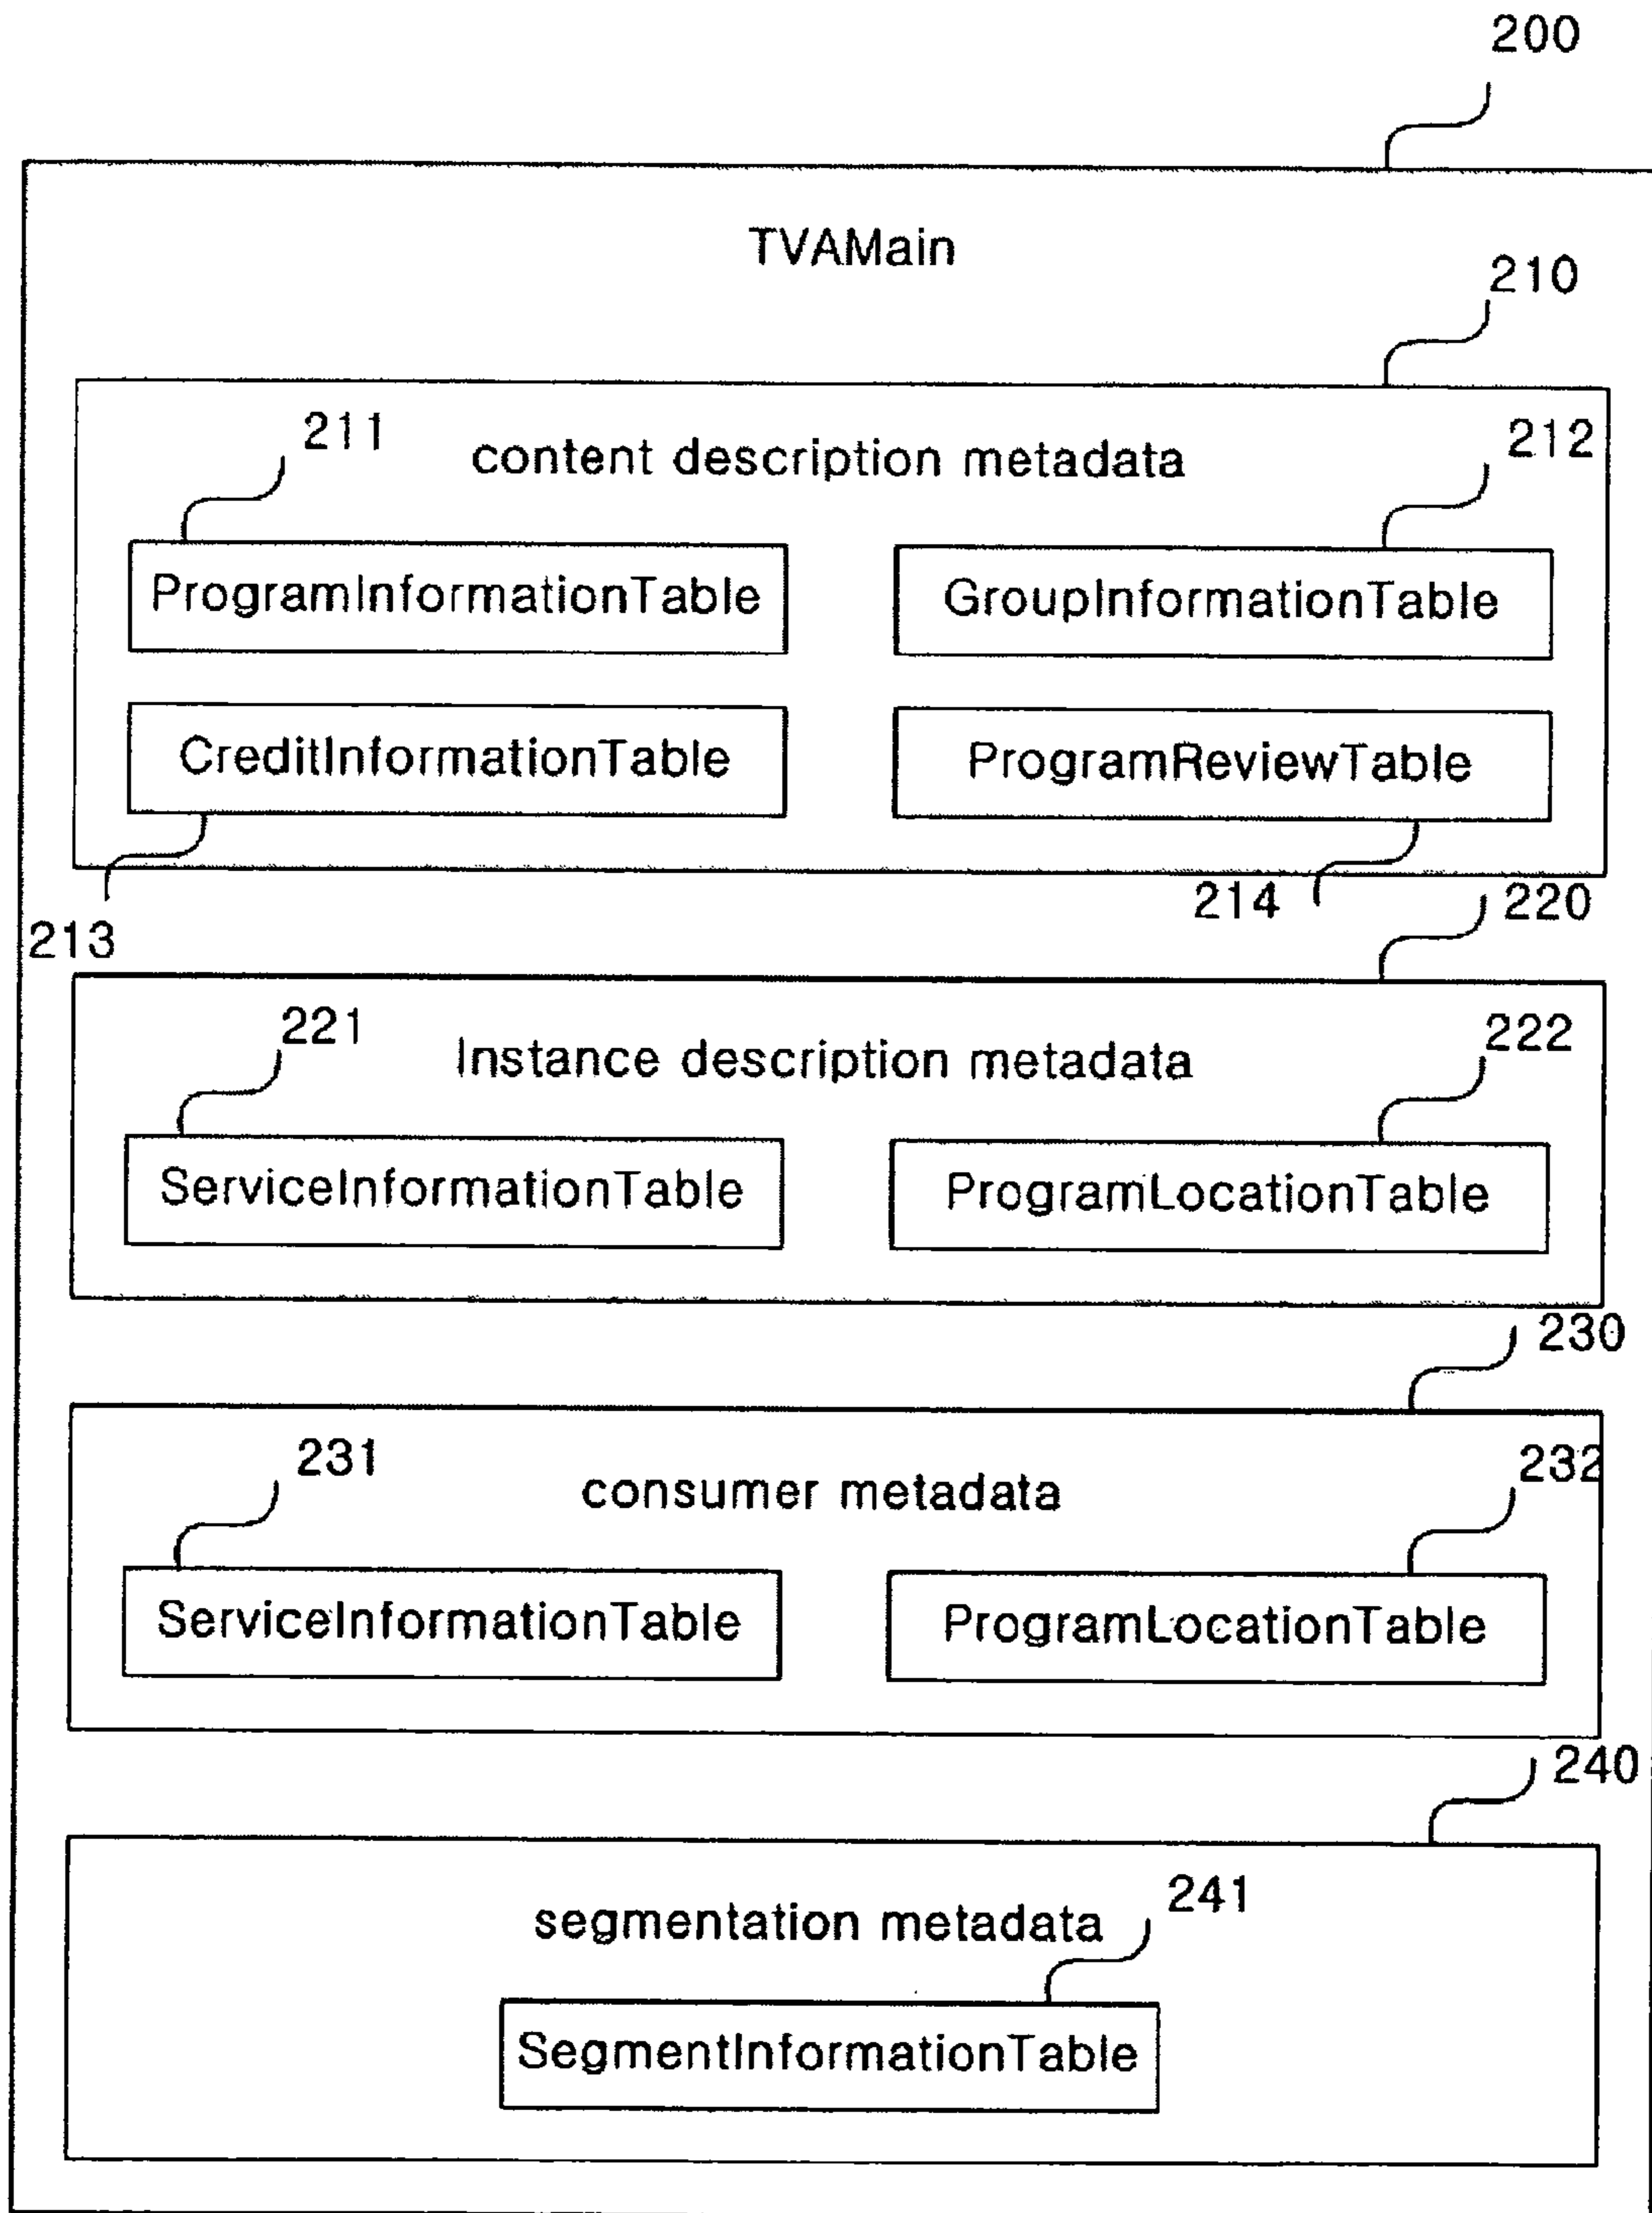 200
TVAMain
210
211
content description metadata
212
ProgramInformationTable
GroupInformationTable
CreditInformationTable
ProgramReviewTable
213
214
220
221
Instance description metadata
222
ServiceInformationTable
ProgramLocationTable
230
231
consumer metadata
232
ServiceInformationTable
ProgramLocationTable
240
segmentation metadata
241
SegmentInformationTable